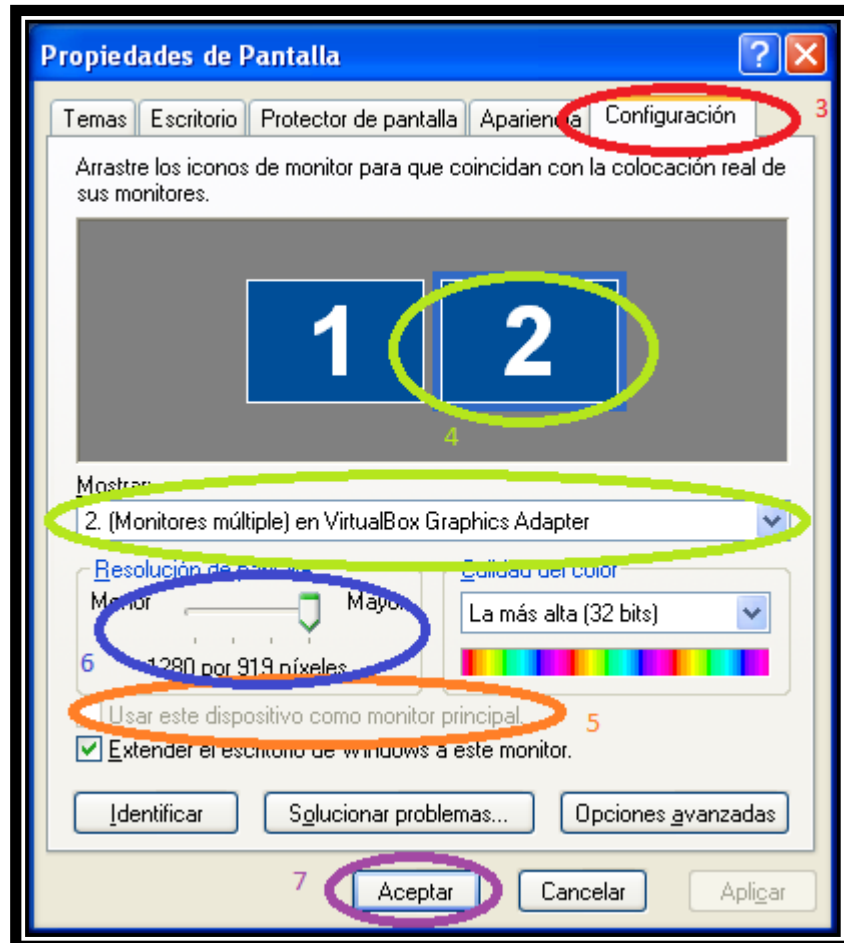 Propiedades de Pantalla
Temas Escritorio Protector de pantalla Apariencia Configuración 3
Arrastre los iconos de monitor para que coincidan con la colocación real de
sus monitores.
1 2
4
Mostrar:
2. (Monitores múltiple) en VirtualBox Graphics Adapter
Resolución de pantalla Calidad del color
Menor Mayor La más alta (32 bits)
6 1280 por 919 píxeles
Usar este dispositivo como monitor principal. 5
Extender el escritorio de Windows a este monitor.
Identificar Solucionar problemas... Opciones avanzadas
7 Aceptar Cancelar Aplicar